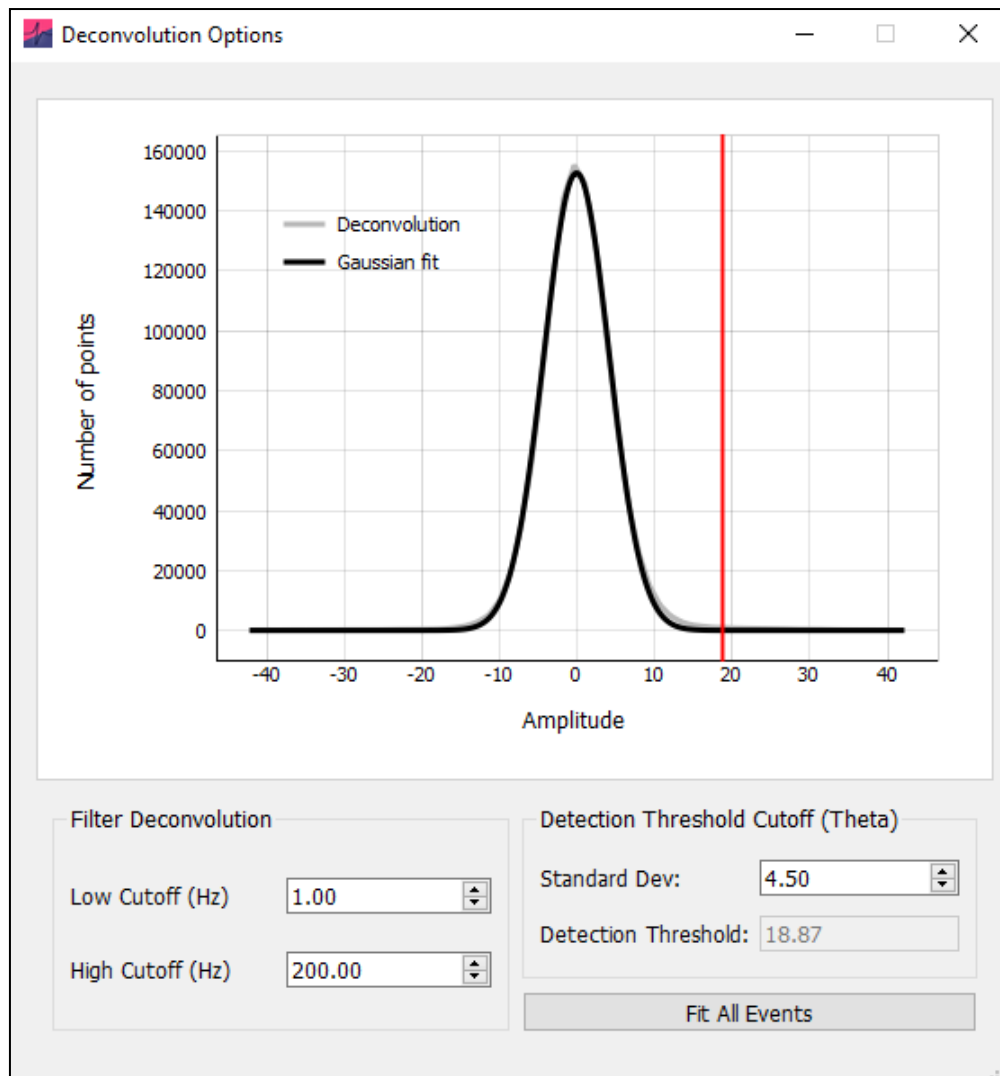 Deconvolution Options
160000
140000
120000
100000
80000
60000
40000
20000
0
Number of points
Deconvolution
Gaussian fit
-40 -30 -20 -10 0 10 20 30 40
Amplitude
Filter Deconvolution
Low Cutoff (Hz) 1.00
High Cutoff (Hz) 200.00
Detection Threshold Cutoff (Theta)
Standard Dev: 4.50
Detection Threshold: 18.87
Fit All Events